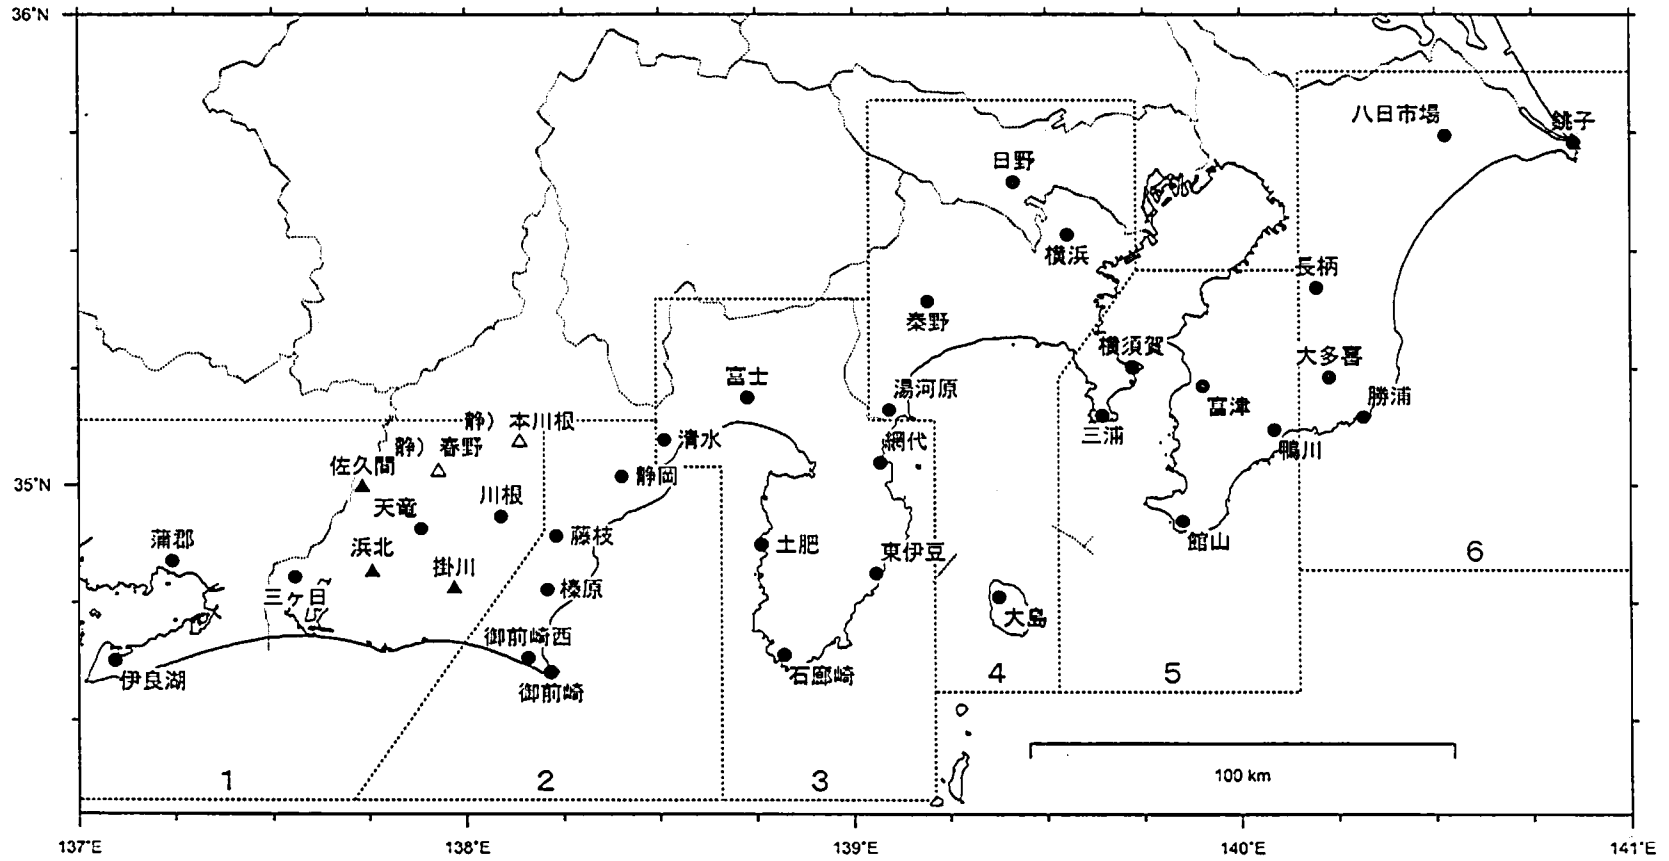 36°N
八日市場
銚子
日野
横浜
長柄
秦野
横須賀
大多喜
富士
湯河原
勝浦
富津
静）本川根
三浦
清水
網代
鴨川
静）春野
佐久間
静岡
35°N
川根
天竜
藤枝
土肥
東伊豆
館山
蒲郡
浜北
掛川
6
三ケ日
榛原
大島
御前崎西
伊良湖
御前崎
石廊崎
4
5
1
2
3
100 km
137°E
138°E
139°E
140°E
141°E